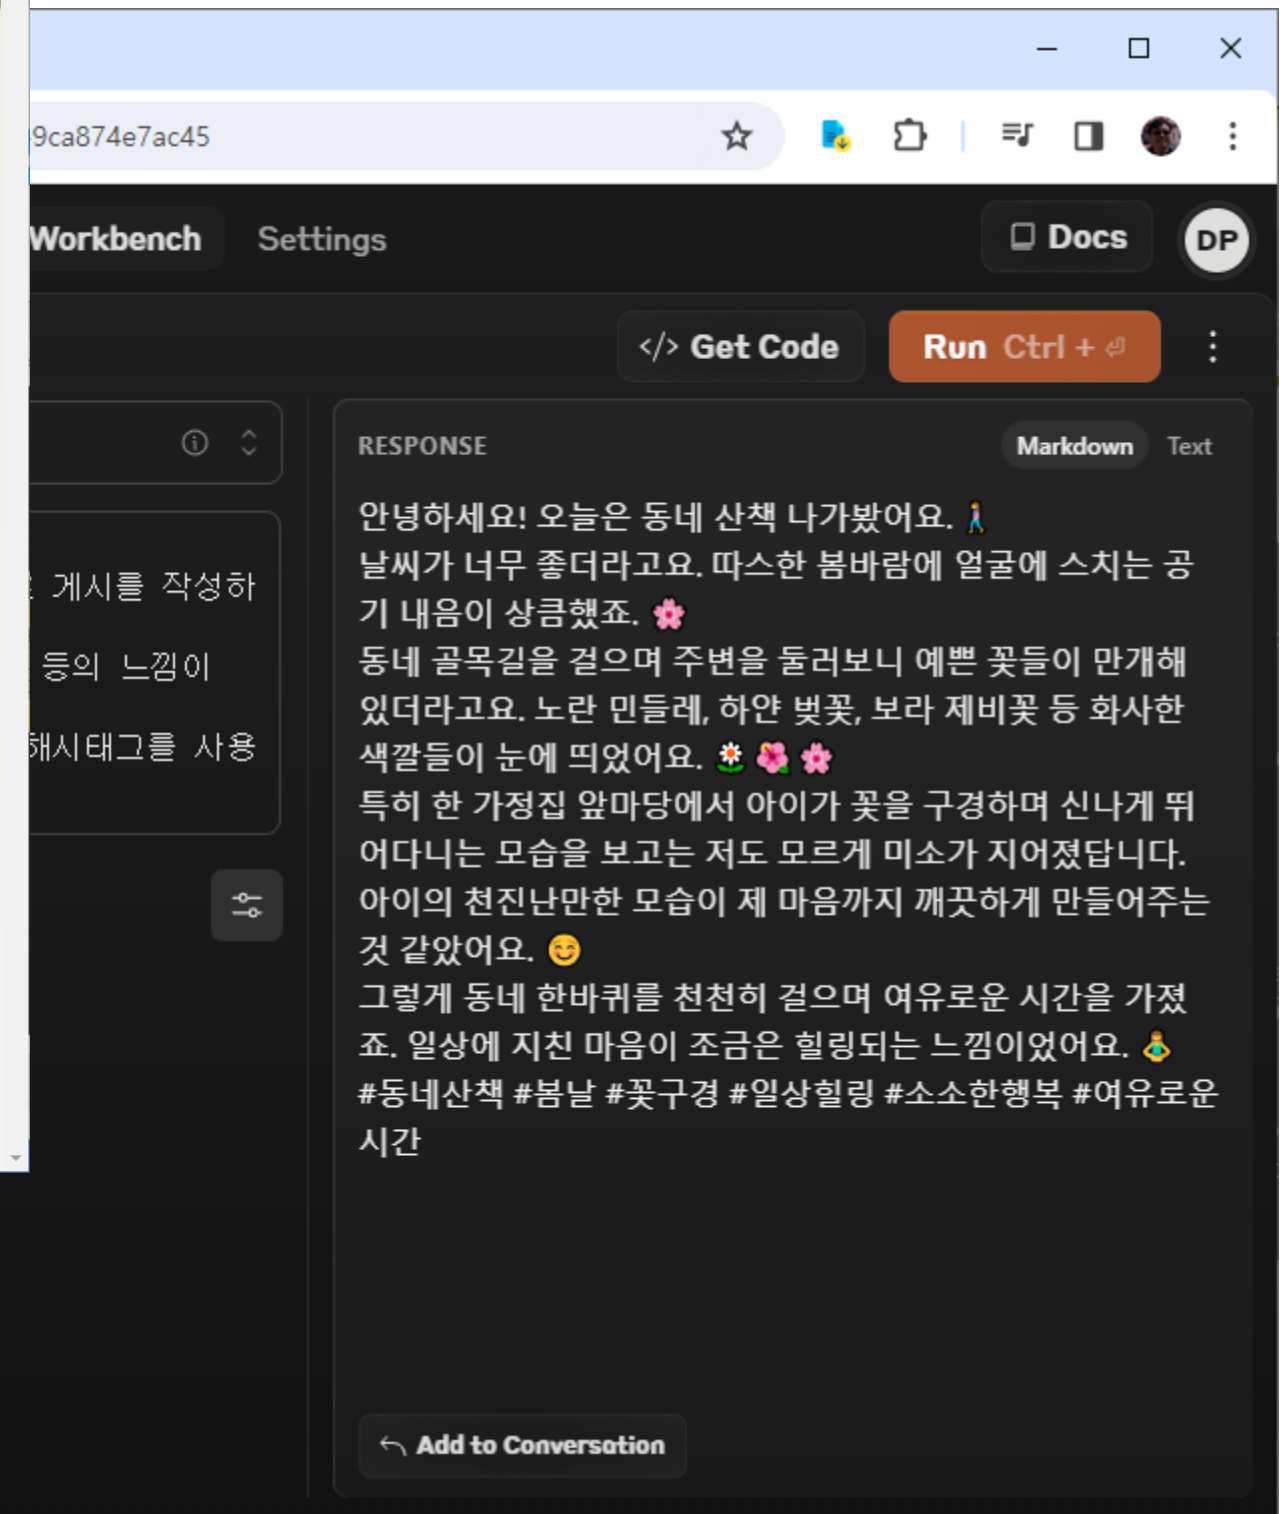 9ca874e7ac45
Workbench Settings Docs DP
</> Get Code Run Ctrl + ⏎
RESPONSE Markdown Text
게시를 작성하
등의 느낌이
해시태그를 사용
안녕하세요! 오늘은 동네 산책 나가봤어요. 🚶‍♀️
날씨가 너무 좋더라고요. 따스한 봄바람에 얼굴에 스치는 공
기 내음이 상큼했죠. 🌸
동네 골목길을 걸으며 주변을 둘러보니 예쁜 꽃들이 만개해
있더라고요. 노란 민들레, 하얀 벚꽃, 보라 제비꽃 등 화사한
색깔들이 눈에 띄었어요. 🌼🌺🌸
특히 한 가정집 앞마당에서 아이가 꽃을 구경하며 신나게 뛰
어다니는 모습을 보고는 저도 모르게 미소가 지어졌답니다.
아이의 천진난만한 모습이 제 마음까지 깨끗하게 만들어주는
것 같았어요. 😊
그렇게 동네 한바퀴를 천천히 걸으며 여유로운 시간을 가졌
죠. 일상에 지친 마음이 조금은 힐링되는 느낌이었어요. 🧘‍♂️
#동네산책 #봄날 #꽃구경 #일상힐링 #소소한행복 #여유로운
시간
Add to Conversation